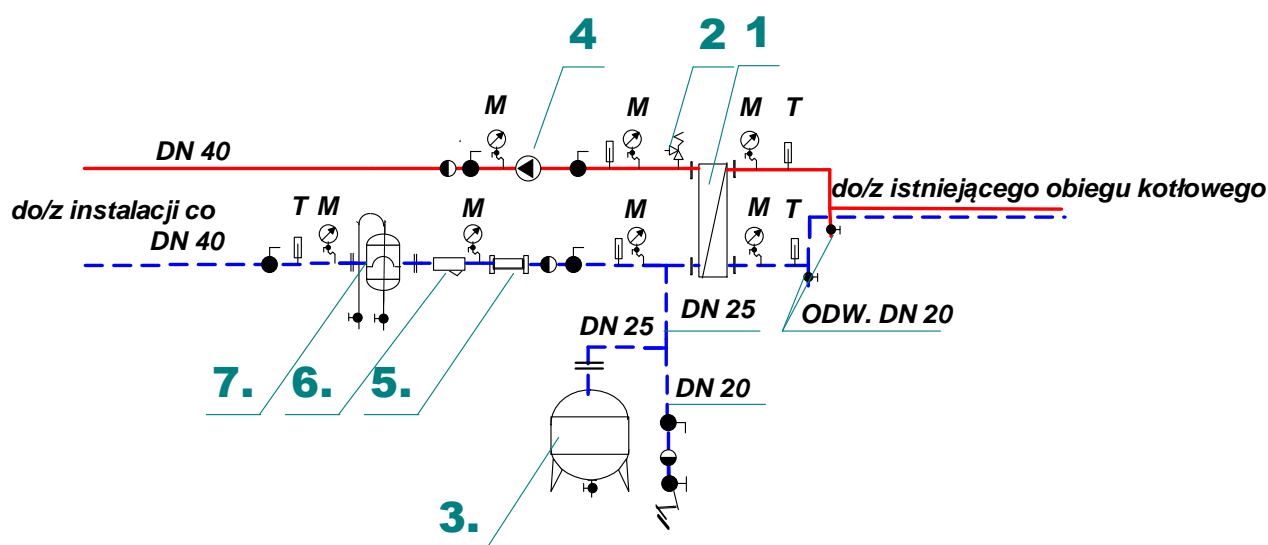 4 2 1
M M M T
DN 40
do/z istniejącego obiegu kotłowego
do/z instalacji co
T M M M M T
DN 40
DN 25 DN 25 ODW. DN 20
7. 6. 5.
DN 20
3.